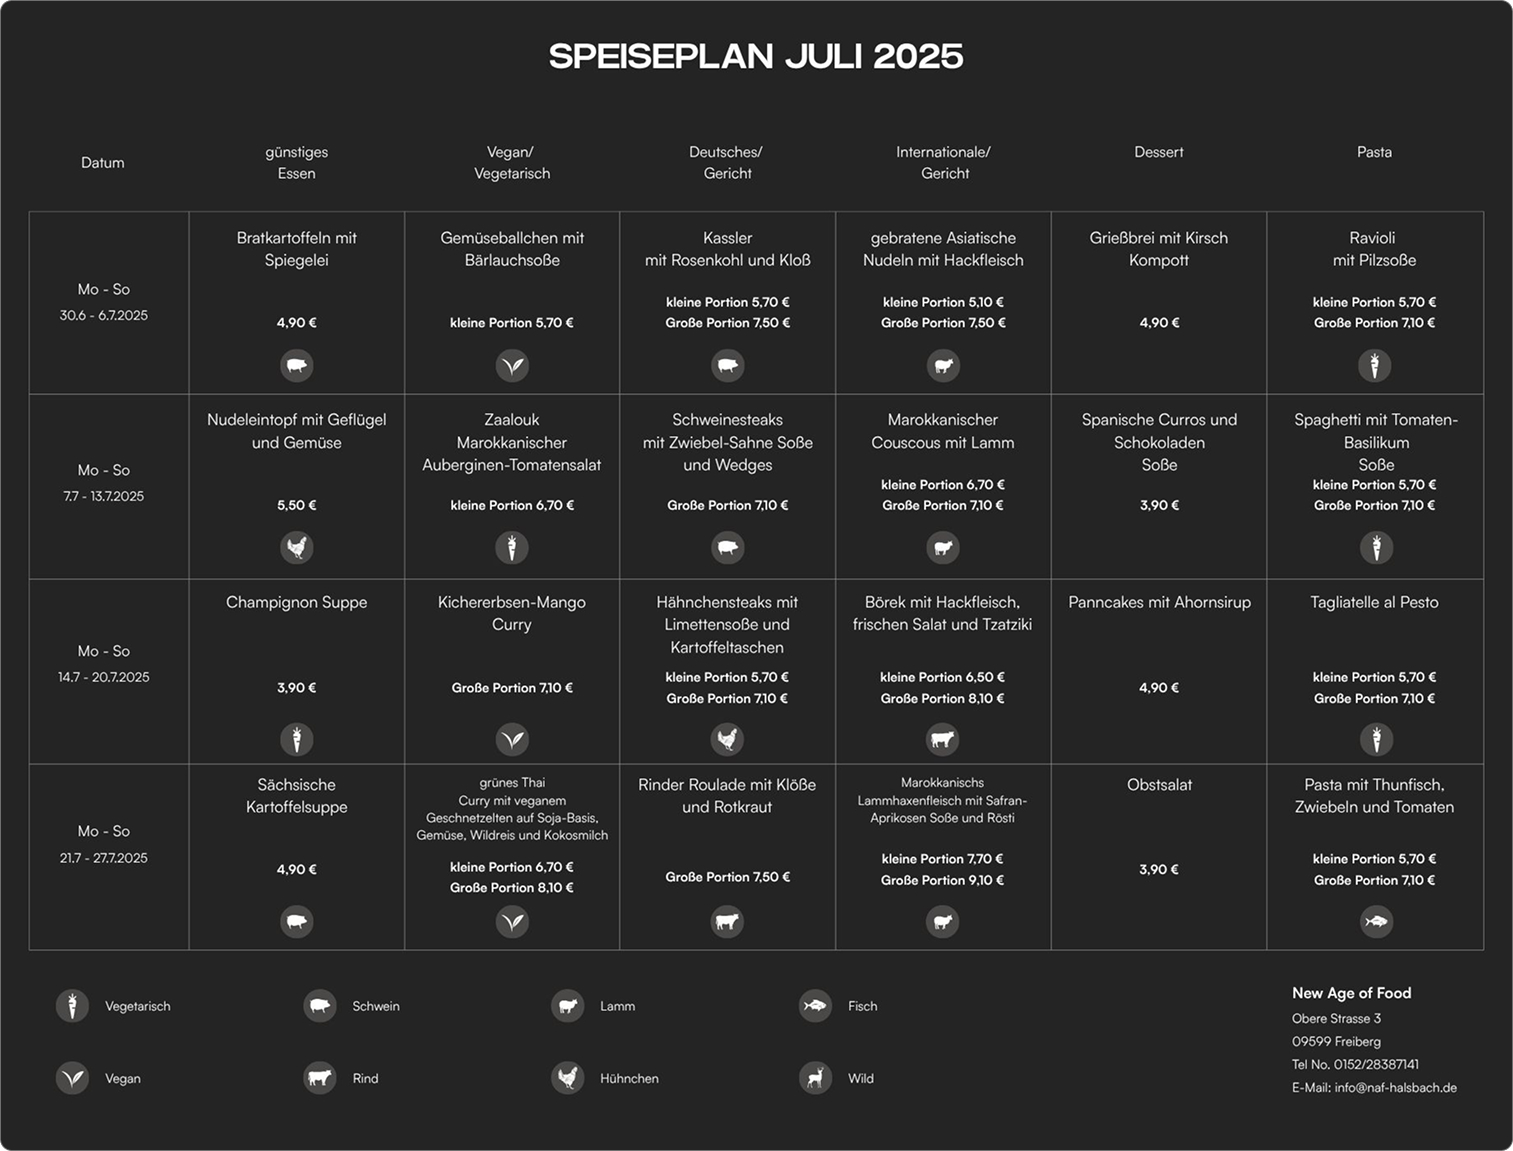 SPEISEPLAN JULI 2025
Datum
günstiges
Essen
Vegan/
Vegetarisch
Deutsches/
Gericht
Internationale/
Gericht
Dessert
Pasta
Mo - So
30.6 - 6.7.2025
Bratkartoffeln mit
Spiegelei
4,90 €
Gemüseballchen mit
Bärlauchsoße
kleine Portion 5,70 €
Kassler
mit Rosenkohl und Kloß
kleine Portion 5,70 €
Große Portion 7,50 €
gebratene Asiatische
Nudeln mit Hackfleisch
kleine Portion 5,10 €
Große Portion 7,50 €
Grießbrei mit Kirsch
Kompott
4,90 €
Ravioli
mit Pilzsoße
kleine Portion 5,70 €
Große Portion 7,10 €
Mo - So
7.7 - 13.7.2025
Nudeleintopf mit Geflügel
und Gemüse
5,50 €
Zaalouk
Marokkanischer
Auberginen-Tomatensalat
kleine Portion 6,70 €
Schweinesteaks
mit Zwiebel-Sahne Soße
und Wedges
Große Portion 7,10 €
Marokkanischer
Couscous mit Lamm
kleine Portion 6,70 €
Große Portion 7,10 €
Spanische Curros und
Schokoladen
Soße
3,90 €
Spaghetti mit Tomaten-
Basilikum
Soße
kleine Portion 5,70 €
Große Portion 7,10 €
Mo - So
14.7 - 20.7.2025
Champignon Suppe
3,90 €
Kichererbsen-Mango
Curry
Große Portion 7,10 €
Hähnchensteaks mit
Limettensoße und
Kartoffeltaschen
kleine Portion 5,70 €
Große Portion 7,10 €
Börek mit Hackfleisch,
frischen Salat und Tzatziki
kleine Portion 6,50 €
Große Portion 8,10 €
Panncakes mit Ahornsirup
4,90 €
Tagliatelle al Pesto
kleine Portion 5,70 €
Große Portion 7,10 €
Mo - So
21.7 - 27.7.2025
Sächsische
Kartoffelsuppe
4,90 €
grünes Thai
Curry mit veganem
Geschnetzelten auf Soja-Basis,
Gemüse, Wildreis und Kokosmilch
kleine Portion 6,70 €
Große Portion 8,10 €
Rinder Roulade mit Klöße
und Rotkraut
Große Portion 7,50 €
Marokkanischs
Lammhaxenfleisch mit Safran-
Aprikosen Soße und Rösti
kleine Portion 7,70 €
Große Portion 9,10 €
Obstsalat
3,90 €
Pasta mit Thunfisch,
Zwiebeln und Tomaten
kleine Portion 5,70 €
Große Portion 7,10 €
Vegetarisch
Schwein
Lamm
Fisch
Vegan
Rind
Hühnchen
Wild
New Age of Food
Obere Strasse 3
09599 Freiberg
Tel No. 0152/28387141
E-Mail: info@naf-halsbach.de